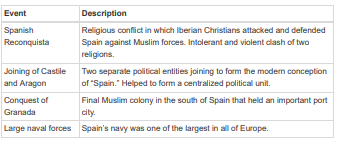 Event Description
Spanish Religious conflict in which Iberian Christians attacked and defended
Reconquista Spain against Muslim forces. Intolerant and violent clash of two
religions.
Joining of Castile Two separate political entities joining to form the modern conception
and Aragon of “Spain.” Helped to form a centralized political unit.
Conquest of Final Muslim colony in the south of Spain that held an important port
Granada city.
Large naval forces Spain’s navy was one of the largest in all of Europe.